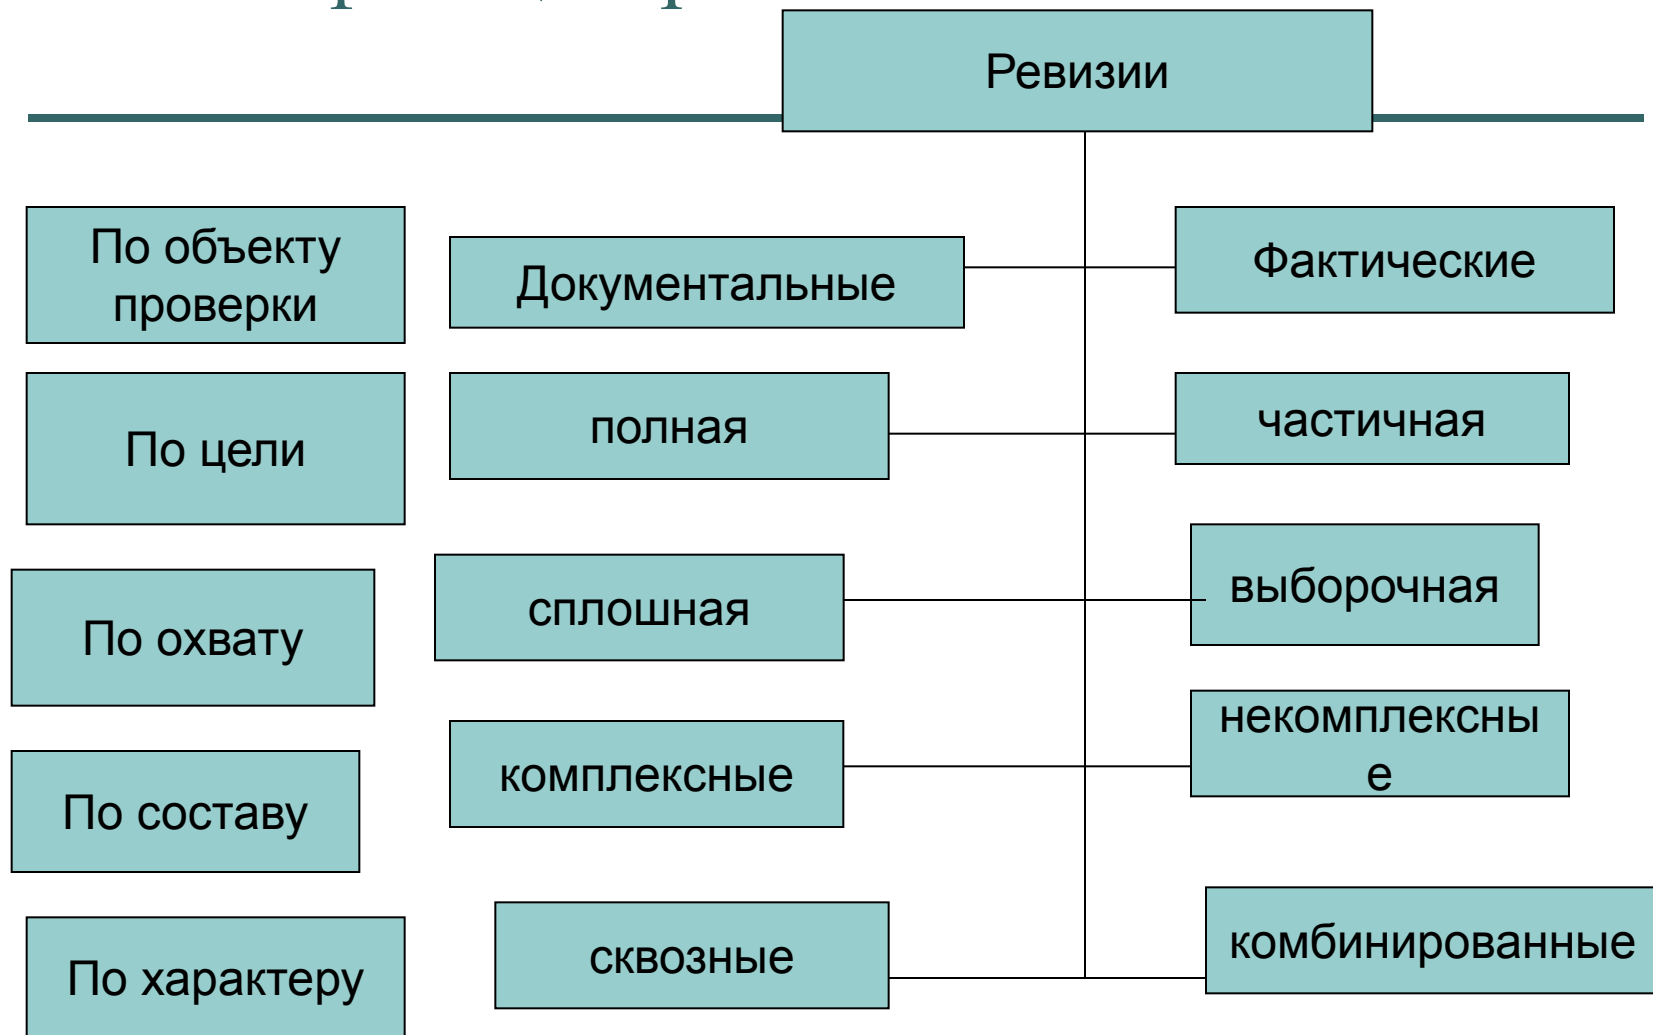 Ревизии
По объекту
проверки
Документальные
Фактические
По цели
полная
частичная
По охвату
сплошная
выборочная
По составу
комплексные
некомплексны
е
По характеру
сквозные
комбинированные